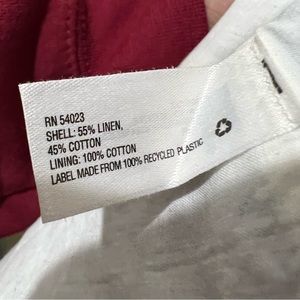 RN 54023
SHELL: 55% LINEN,
45% COTTON
LINING: 100% COTTON
LABEL MADE FROM 100% RECYCLED PLASTIC